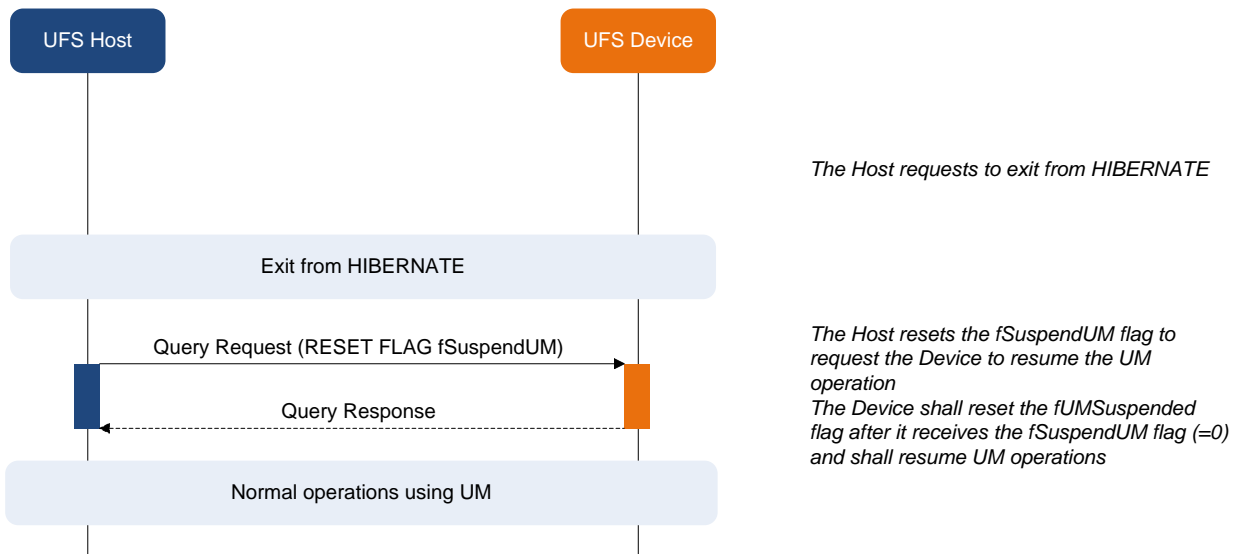 UFS Host
UFS Device
The Host requests to exit from HIBERNATE
Exit from HIBERNATE
Query Request (RESET FLAG fSuspendUM)
The Host resets the fSuspendUM flag to
request the Device to resume the UM
operation
Query Response
The Device shall reset the fUMSuspended
flag after it receives the fSuspendUM flag (=0)
and shall resume UM operations
Normal operations using UM